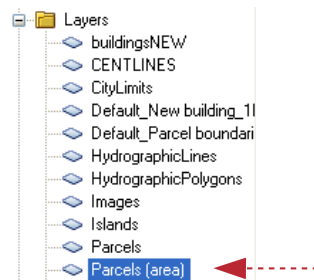 Layers
buildingsNEW
CENTLINES
CityLimits
Default_New building_1
Default_Parcel boundari
HydrographicLines
HydrographicPolygons
Images
Islands
Parcels
Parcels (area)